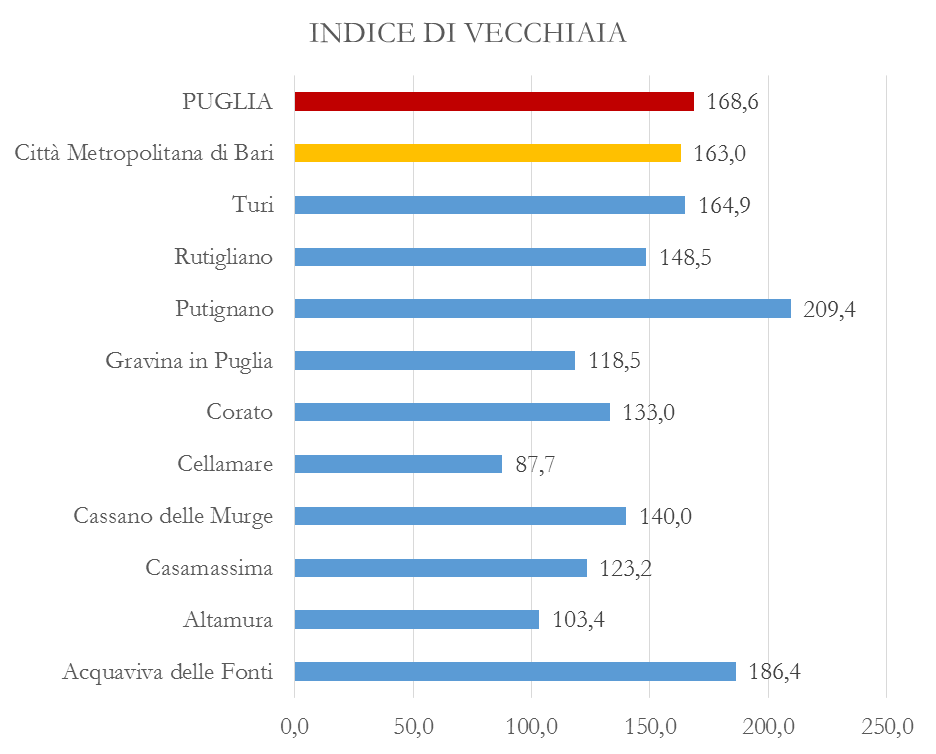 INDICE DI VECCHIAIA
PUGLIA 168,6
Città Metropolitana di Bari 163,0
Turi 164,9
Rutigliano 148,5
Putignano 209,4
Gravina in Puglia 118,5
Corato 133,0
Cellamare 87,7
Cassano delle Murge 140,0
Casamassima 123,2
Altamura 103,4
Acquaviva delle Fonti 186,4
0,0 50,0 100,0 150,0 200,0 250,0